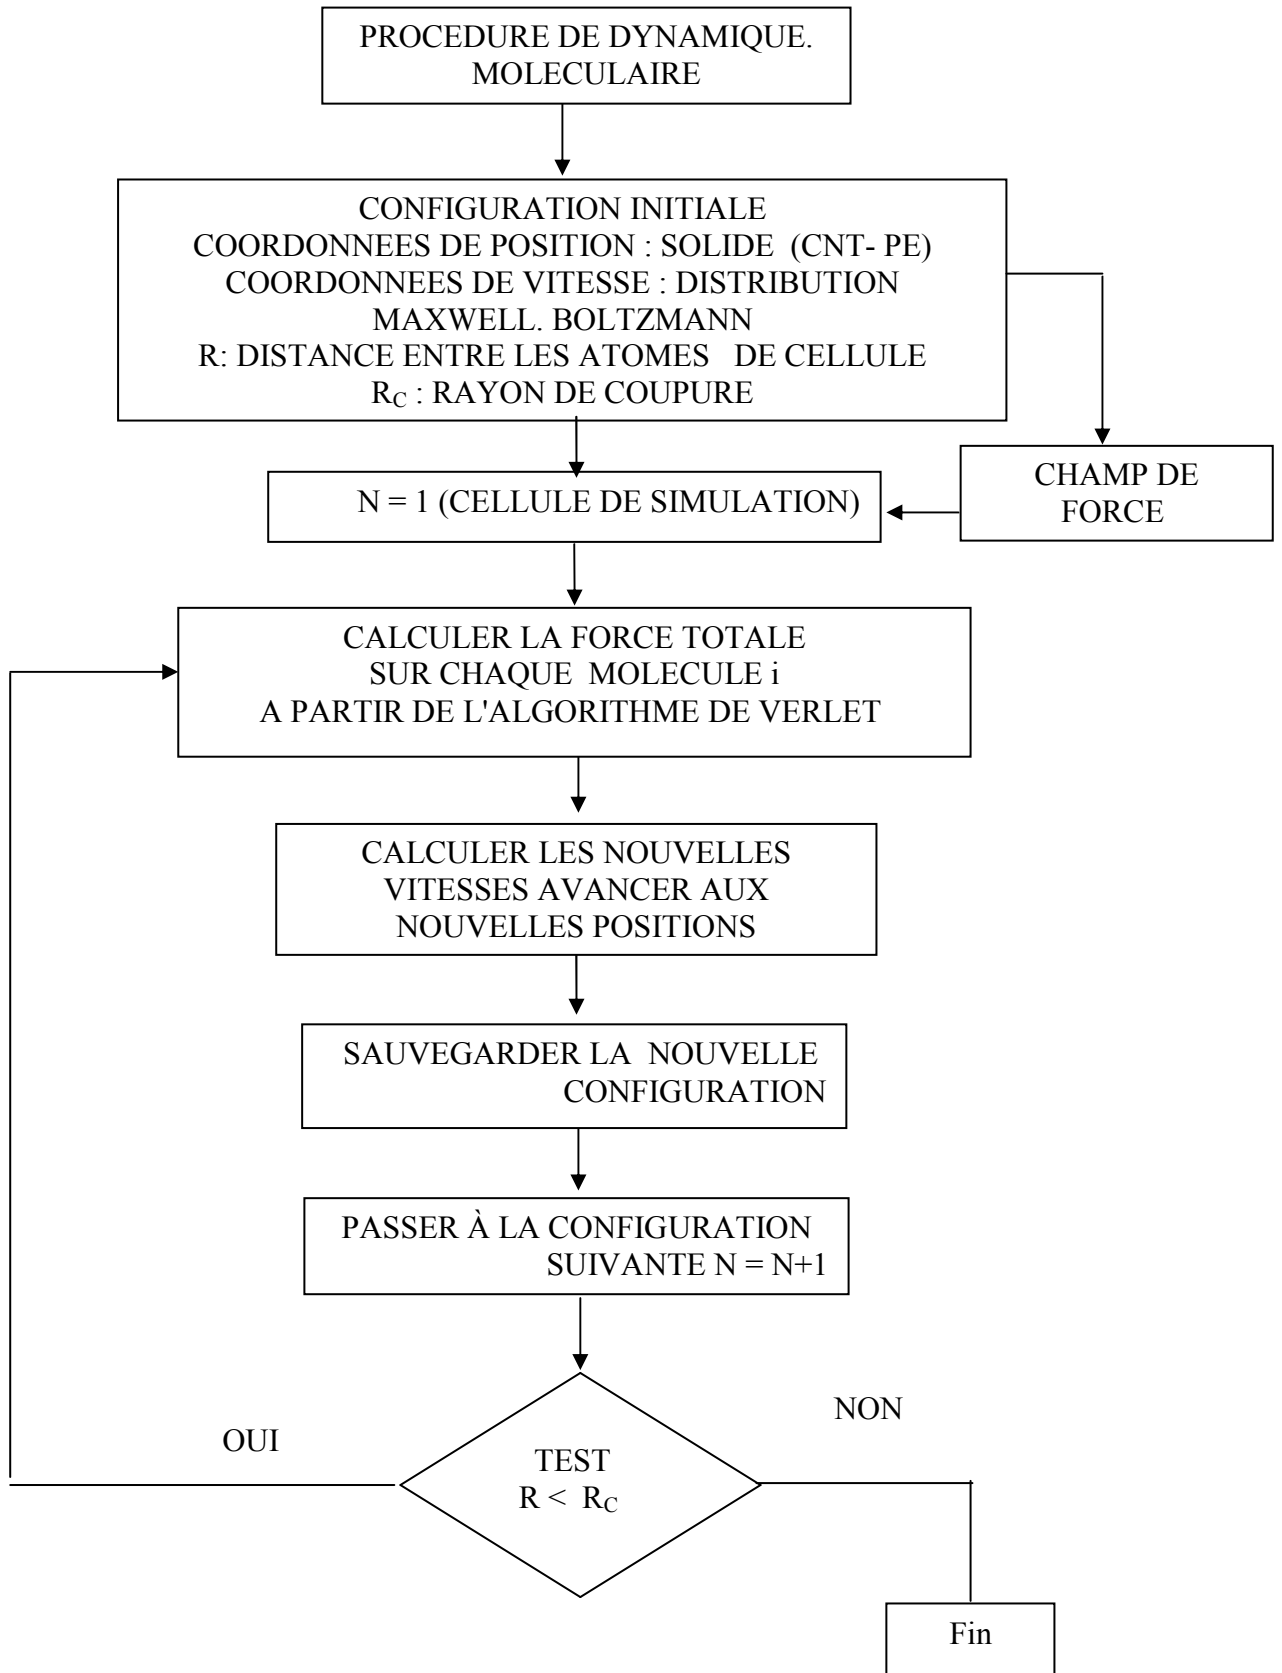 PROCEDURE DE DYNAMIQUE.
MOLECULAIRE
CONFIGURATION INITIALE
COORDONNEES DE POSITION : SOLIDE (CNT- PE)
COORDONNEES DE VITESSE : DISTRIBUTION
MAXWELL. BOLTZMANN
R: DISTANCE ENTRE LES ATOMES DE CELLULE
R_C : RAYON DE COUPURE
CHAMP DE
FORCE
N = 1 (CELLULE DE SIMULATION)
CALCULER LA FORCE TOTALE
SUR CHAQUE MOLECULE i
A PARTIR DE L'ALGORITHME DE VERLET
CALCULER LES NOUVELLES
VITESSES AVANCER AUX
NOUVELLES POSITIONS
SAUVEGARDER LA NOUVELLE
CONFIGURATION
PASSER À LA CONFIGURATION
SUIVANTE N = N+1
OUI
NON
TEST
R < R_C
Fin